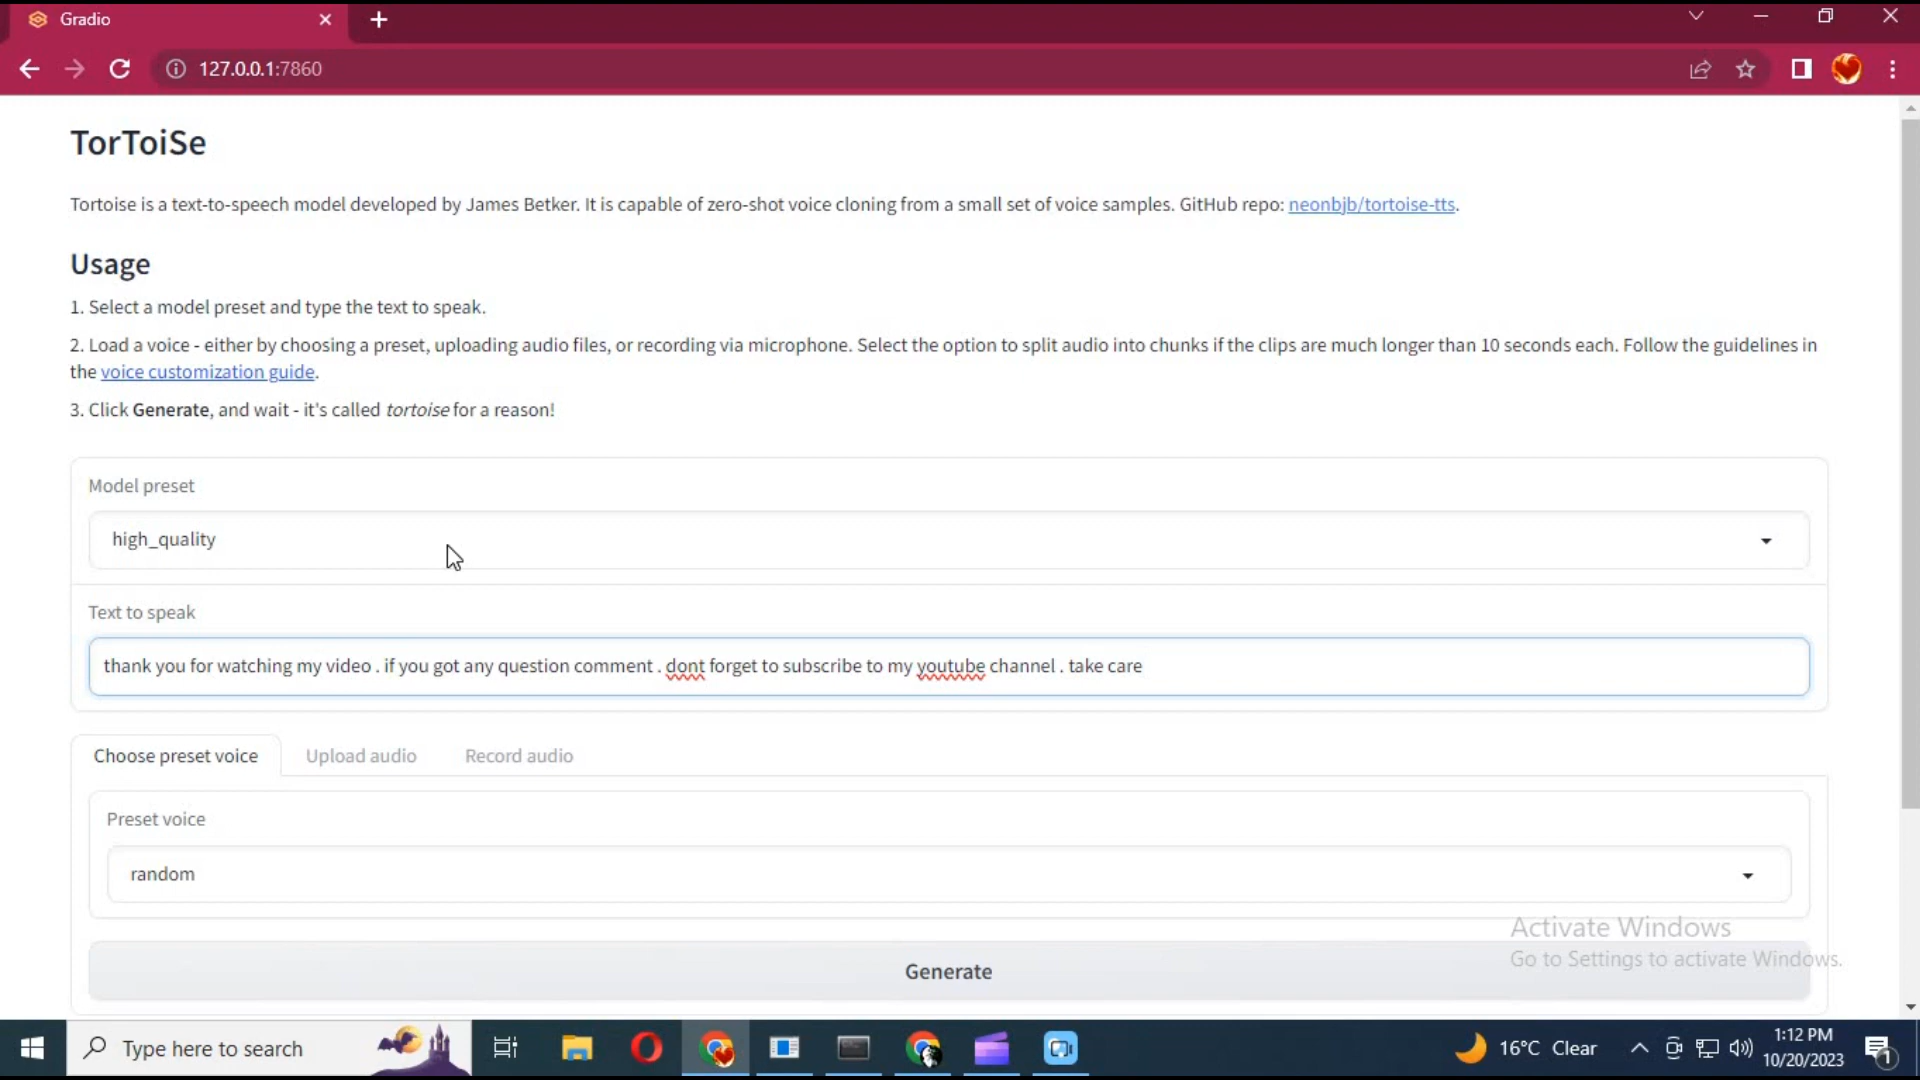 Gradio
127.0.0.1:7860
TorToiSe
Tortoise is a text-to-speech model developed by James Betker. It is capable of zero-shot voice cloning from a small set of voice samples. GitHub repo: neonbjb/tortoise-tts.
Usage
1. Select a model preset and type the text to speak.
2. Load a voice - either by choosing a preset, uploading audio files, or recording via microphone. Select the option to split audio into chunks if the clips are much longer than 10 seconds each. Follow the guidelines in
the voice customization guide.
3. Click Generate, and wait - it's called tortoise for a reason!
Model preset
high_quality
Text to speak
thank you for watching my video . if you got any question comment . dont forget to subscribe to my youtube channel . take care
Choose preset voice Upload audio Record audio
Preset voice
random
Activate Windows
Go to Settings to activate Windows.
Generate
Type here to search
16°C Clear
1:12 PM
10/20/2023
1